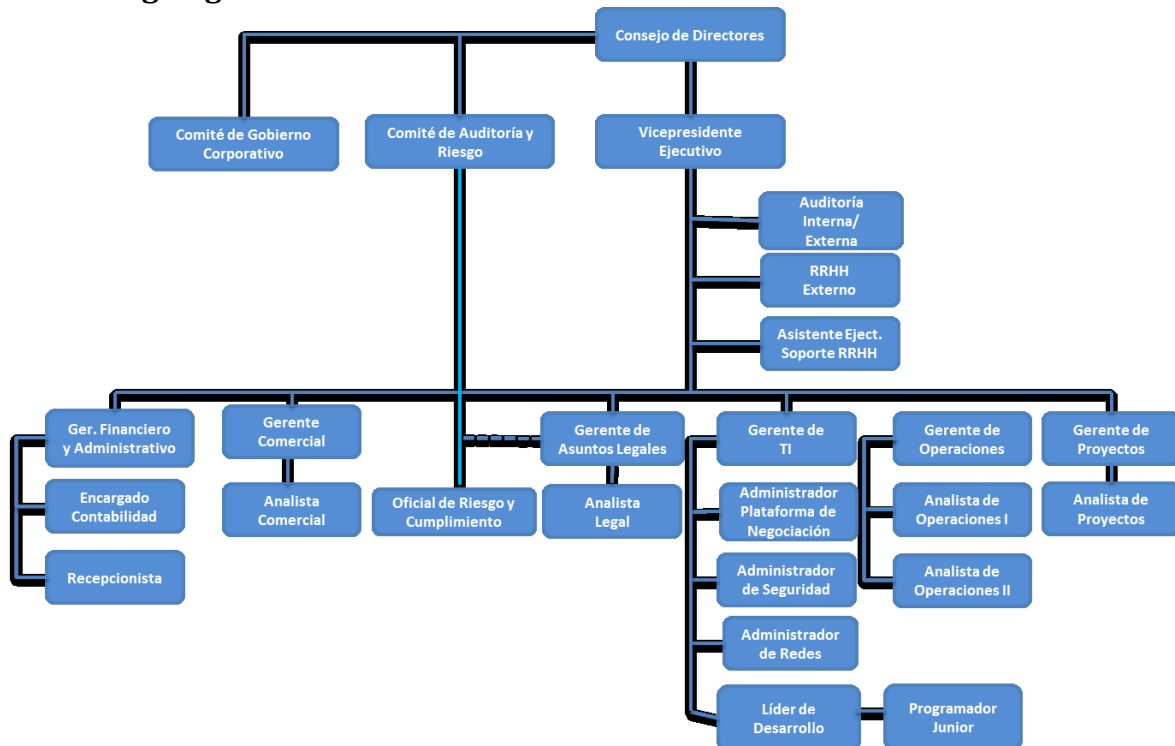 Consejo de Directores
Comité de Gobierno
Corporativo
Comité de Auditoría y
Riesgo
Vicepresidente
Ejecutivo
Auditoría
Interna/
Externa
RRHH
Externo
Asistente Eject.
Soporte RRHH
Ger. Financiero
y Administrativo
Gerente
Comercial
Gerente de
Asuntos Legales
Gerente de
TI
Gerente de
Operaciones
Gerente de
Proyectos
Encargado
Contabilidad
Analista
Comercial
Oficial de Riesgo y
Cumplimiento
Analista
Legal
Administrador
Plataforma de
Negociación
Analista de
Operaciones I
Analista de
Proyectos
Recepcionista
Administrador
de Seguridad
Analista de
Operaciones II
Administrador
de Redes
Líder de
Desarrollo
Programador
Junior